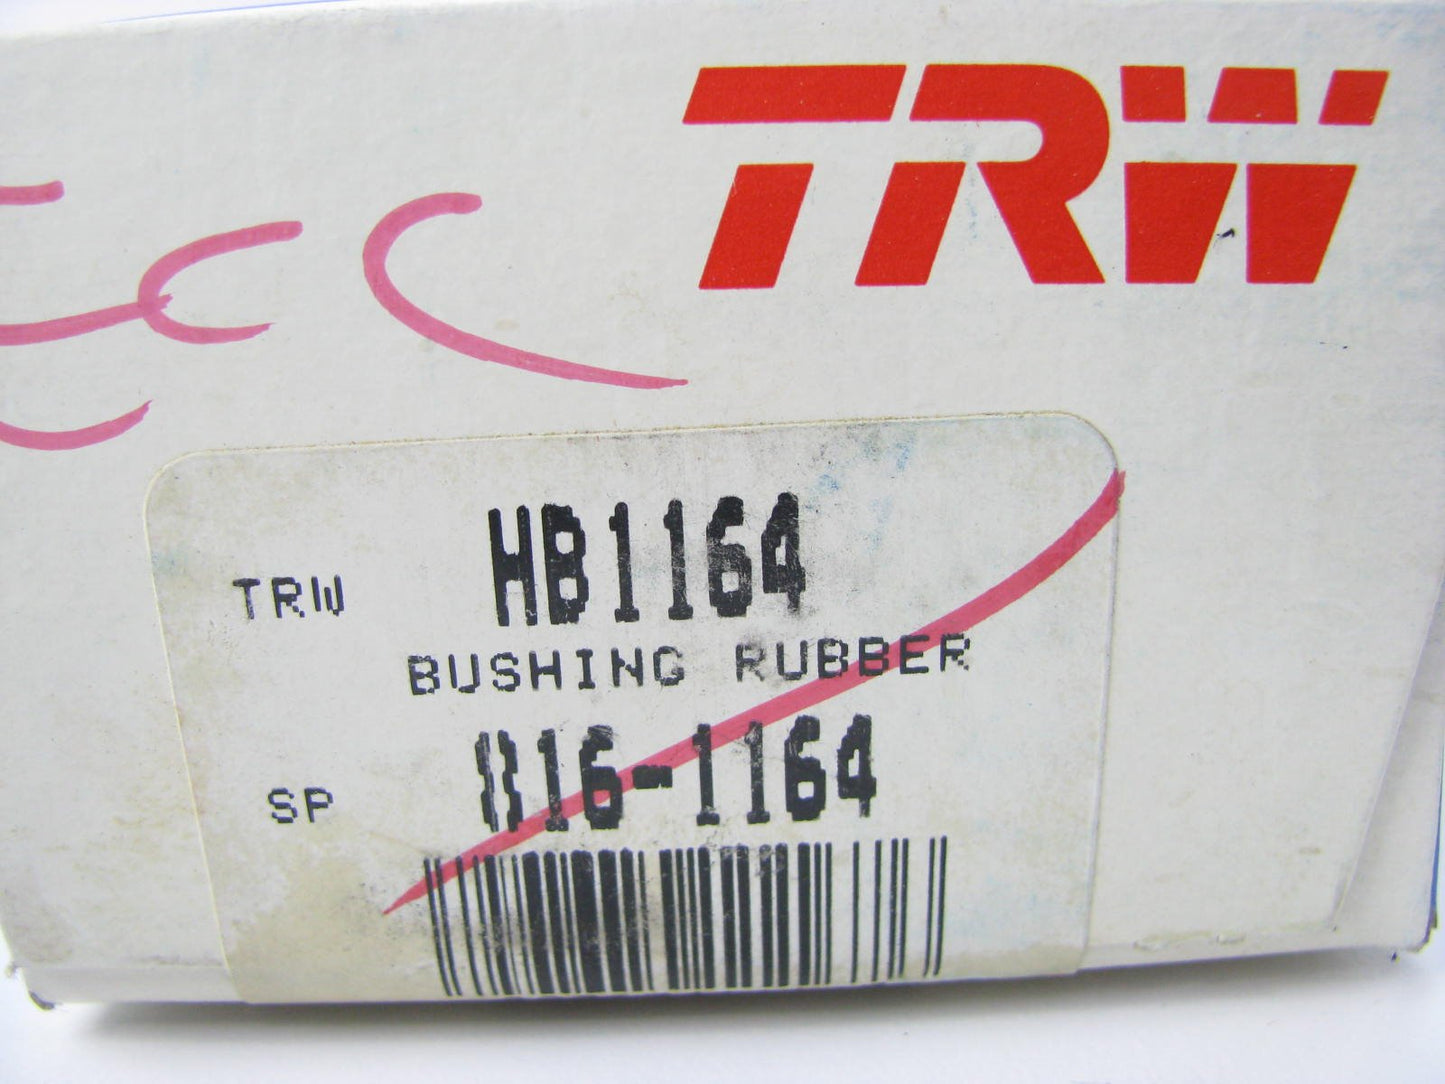 TRW
TRW HB1164
BUSHING RUBBER
SP 816-1164